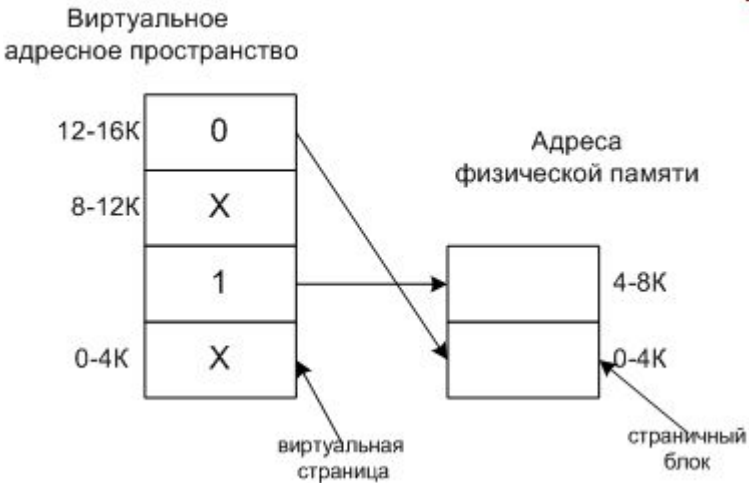 Виртуальное
адресное пространство
12-16К
0
Адреса
физической памяти
8-12К
X
1
4-8К
0-4К
X
0-4К
виртуальная
страница
страничный
блок